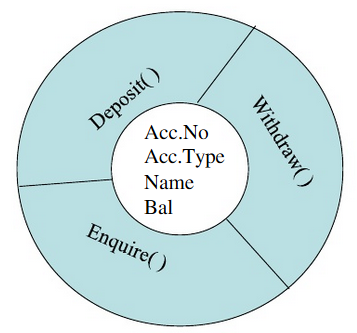 Deposit()
Withdraw()
Acc.No
Acc.Type
Name
Bal
Enquire()